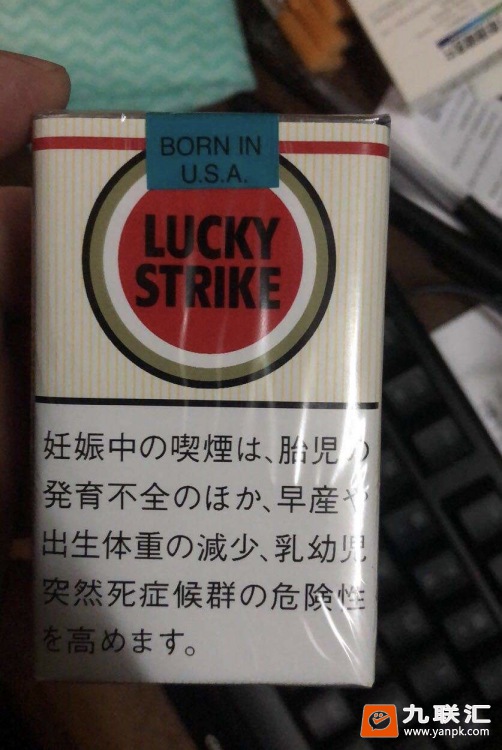 BORN IN
U.S.A.
LUCKY
STRIKE
妊娠中の喫煙は、胎児の
発育不全のほか、早産や
出生体重の減少、乳幼児
突然死症候群の危険性
を高めます。
九联汇
www.yanpk.com